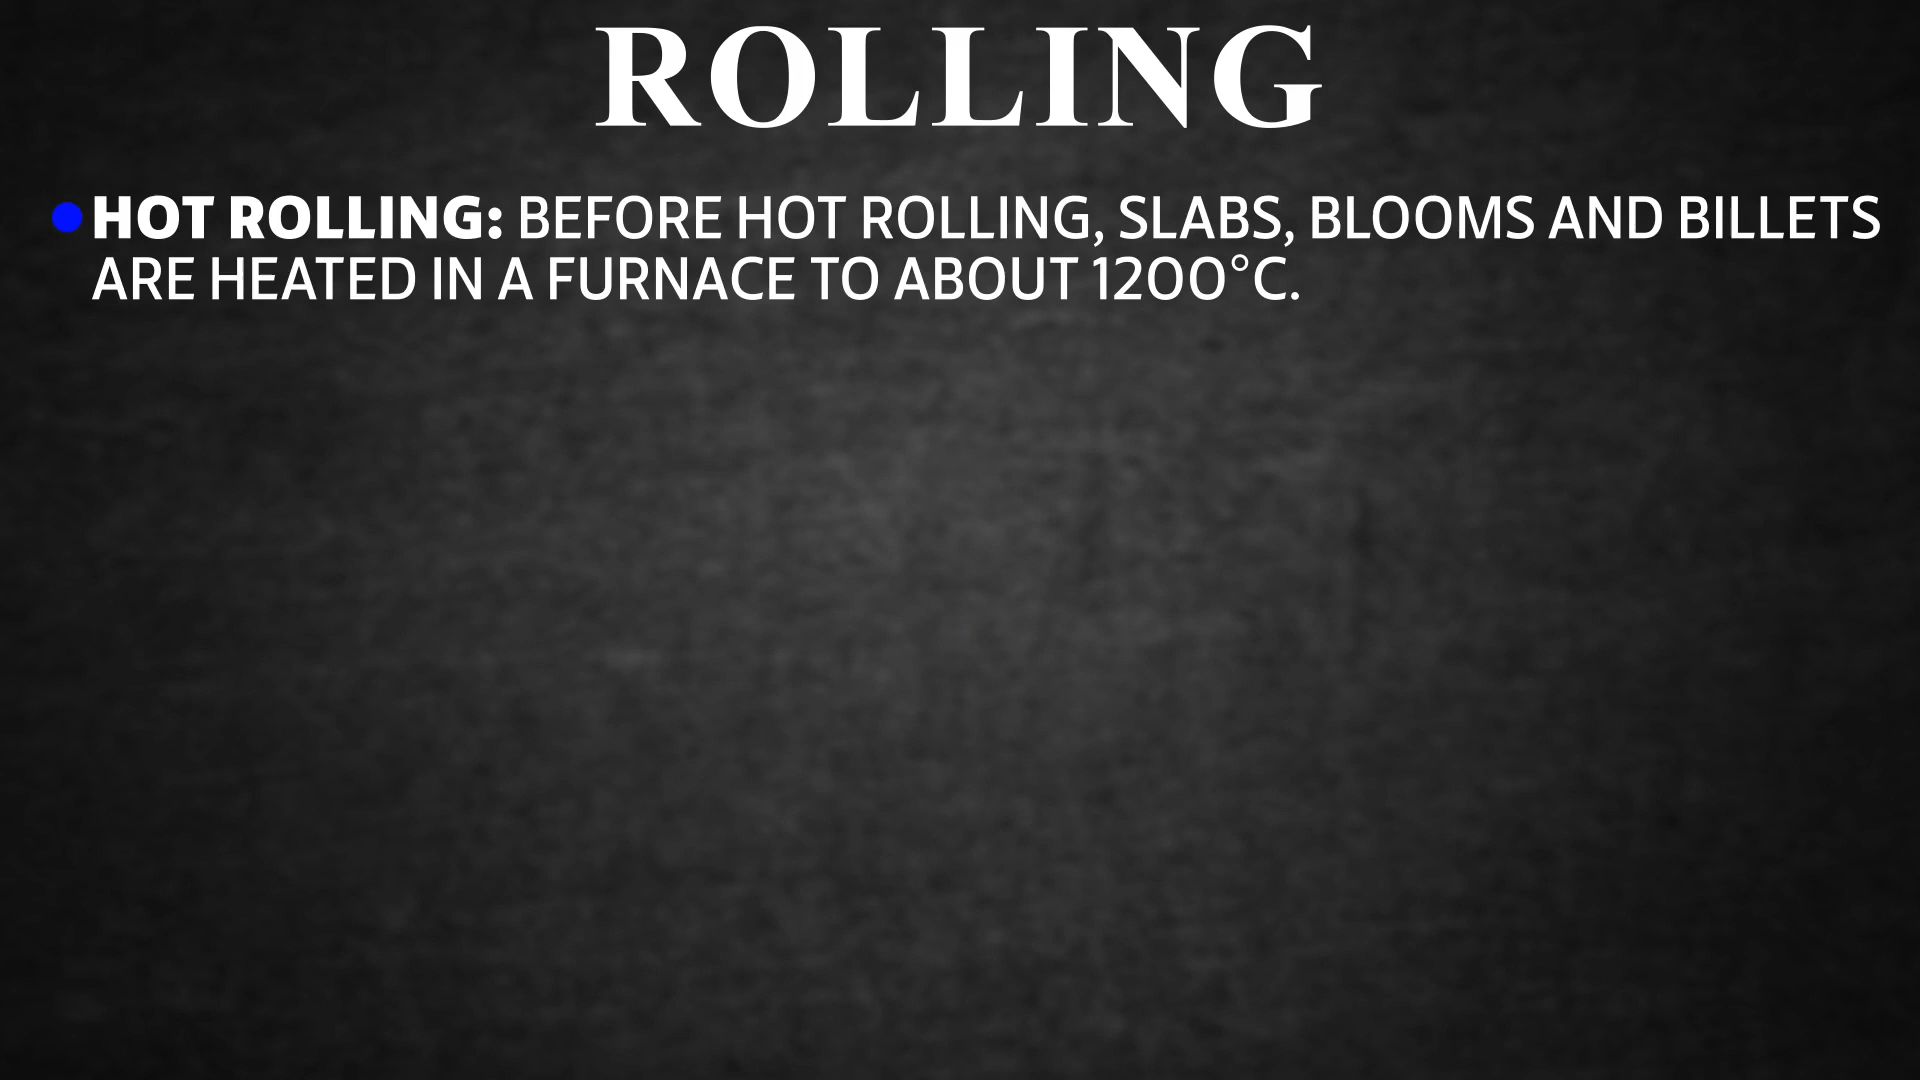 ROLLING
HOT ROLLING: BEFORE HOT ROLLING, SLABS, BLOOMS AND BILLETS
ARE HEATED IN A FURNACE TO ABOUT 1200°C.